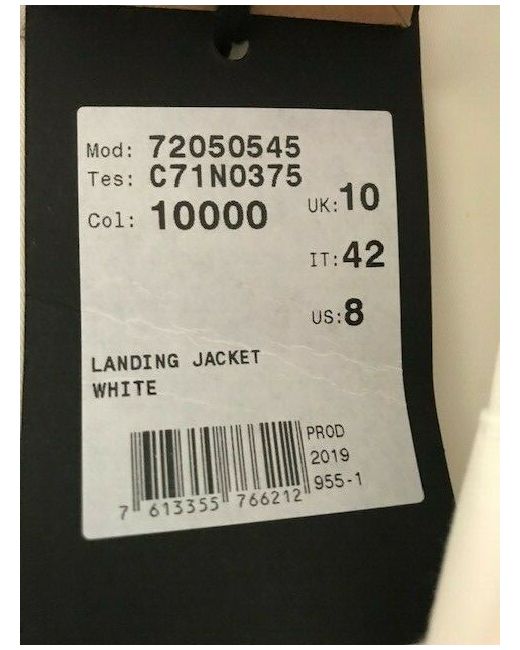 Mod: 72050545
Tes: C71N0375
Col: 10000
UK:10
IT:42
US:8
LANDING JACKET
WHITE
PROD
2019
955-1
7 613355 766212